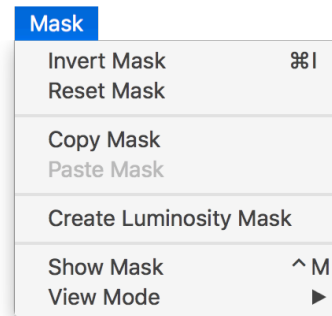 Mask
Invert Mask ⌘I
Reset Mask
Copy Mask
Paste Mask
Create Luminosity Mask
Show Mask ^M
View Mode ▶